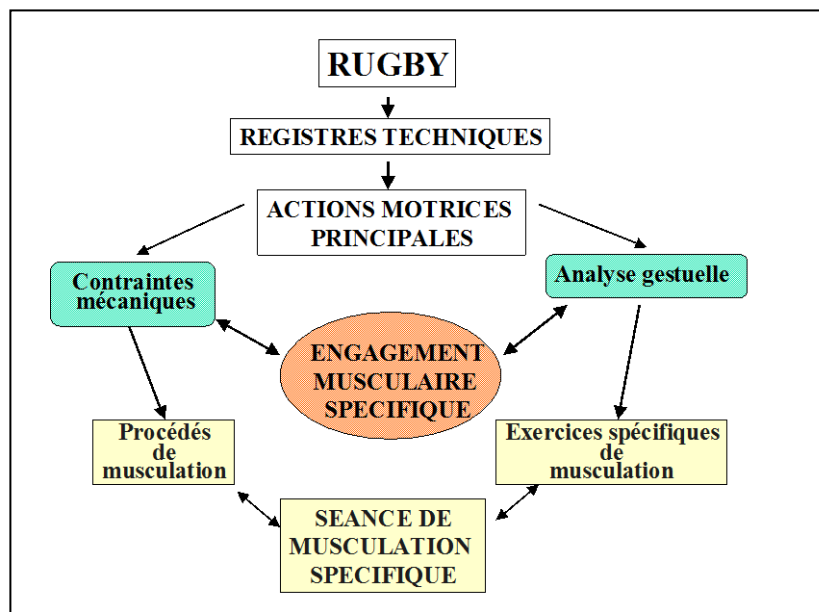 RUGBY
REGISTRES TECHNIQUES
ACTIONS MOTRICES
PRINCIPALES
Contraintes
mécaniques
Analyse gestuelle
ENGAGEMENT
MUSCULAIRE
SPECIFIQUE
Procédés
de
musculation
Exercices spécifiques
de
musculation
SEANCE DE
MUSCULATION
SPECIFIQUE